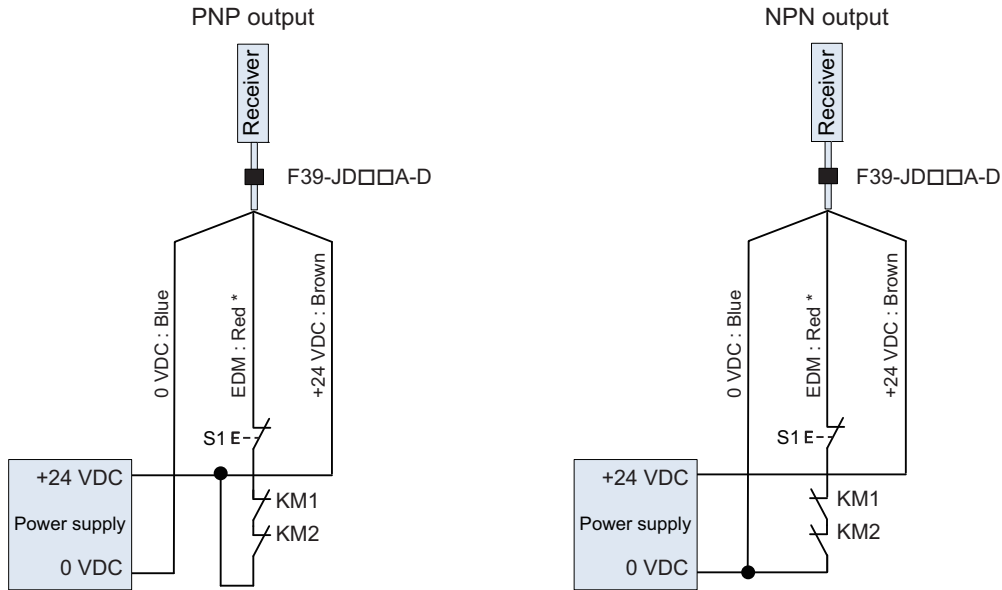 PNP output
Receiver
F39-JD□□A-D
0 VDC : Blue
EDM : Red *
+24 VDC : Brown
S1 E
+24 VDC
Power supply
0 VDC
KM1
KM2
NPN output
Receiver
F39-JD□□A-D
0 VDC : Blue
EDM : Red *
+24 VDC : Brown
S1 E
+24 VDC
Power supply
0 VDC
KM1
KM2